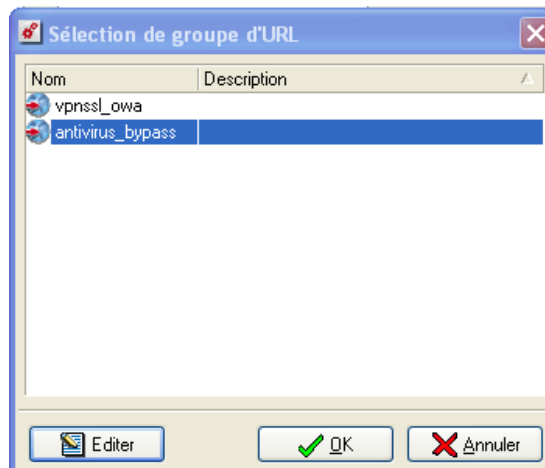 Sélection de groupe d'URL
Nom Description
vpnssl_owa
antivirus_bypass
Editer OK Annuler